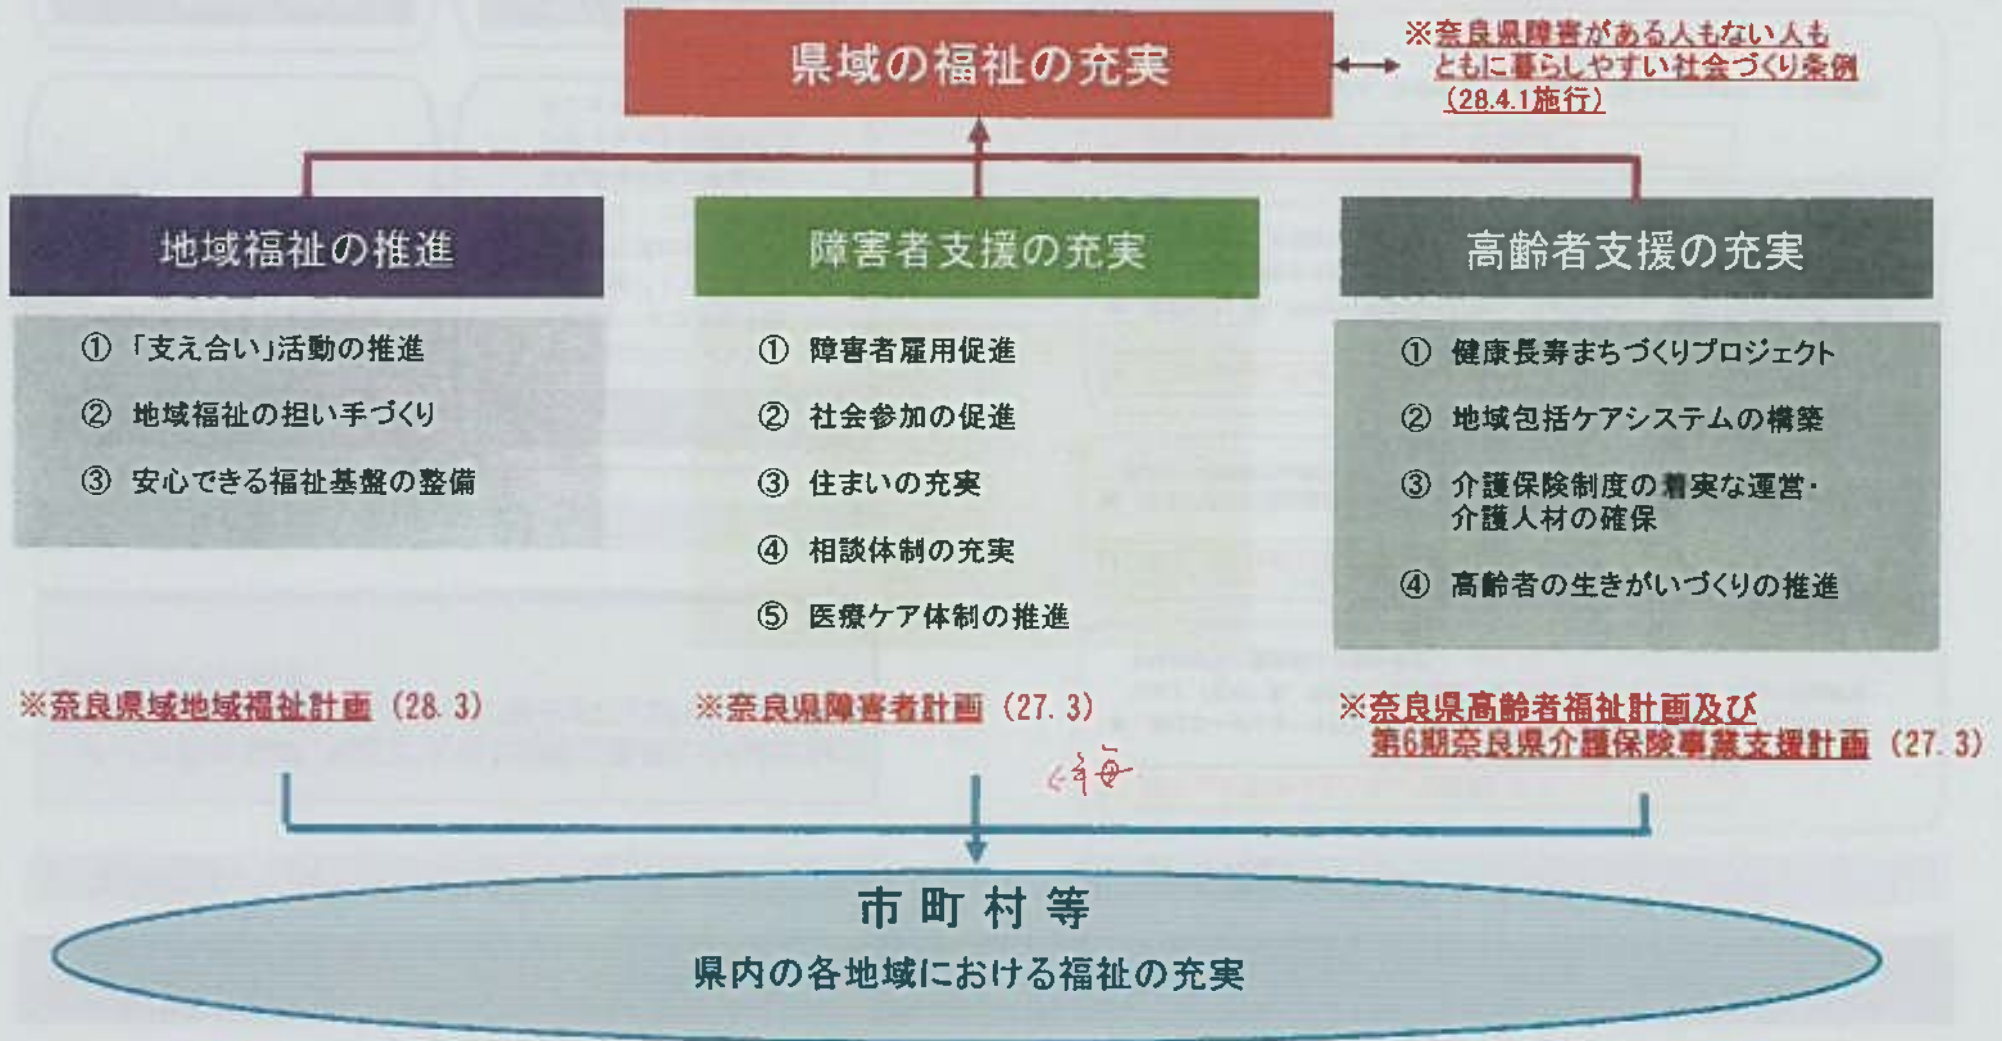 県域の福祉の充実
※奈良県障害がある人もない人も
ともに暮らしやすい社会づくり条例
(28.4.1施行)
地域福祉の推進
① 「支え合い」活動の推進
② 地域福祉の担い手づくり
③ 安心できる福祉基盤の整備
※奈良県域地域福祉計画 (28.3)
障害者支援の充実
① 障害者雇用促進
② 社会参加の促進
③ 住まいの充実
④ 相談体制の充実
⑤ 医療ケア体制の推進
※奈良県障害者計画 (27.3)
高齢者支援の充実
① 健康長寿まちづくりプロジェクト
② 地域包括ケアシステムの構築
③ 介護保険制度の着実な運営・
介護人材の確保
④ 高齢者の生きがいづくりの推進
※奈良県高齢者福祉計画及び
第6期奈良県介護保険事業支援計画 (27.3)
市町村等
県内の各地域における福祉の充実